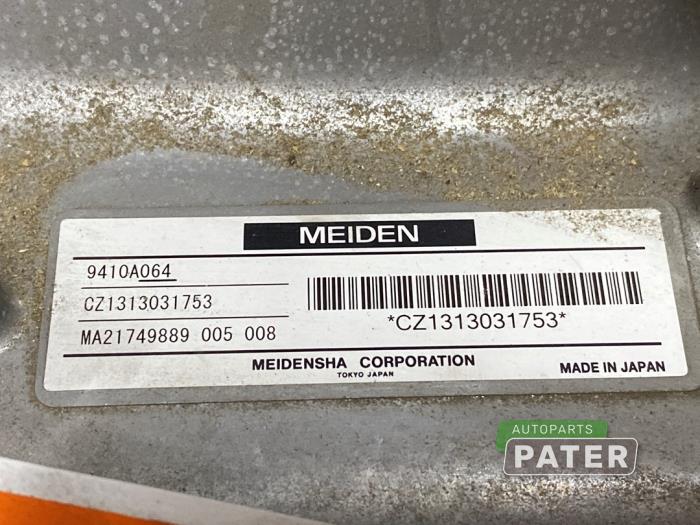 MEIDEN
9410A064
CZ1313031753
MA21749889 005 008
*CZ1313031753*
MEIDENSHA CORPORATION
TOKYO JAPAN
MADE IN JAPAN
AUTOPARTS
PATER